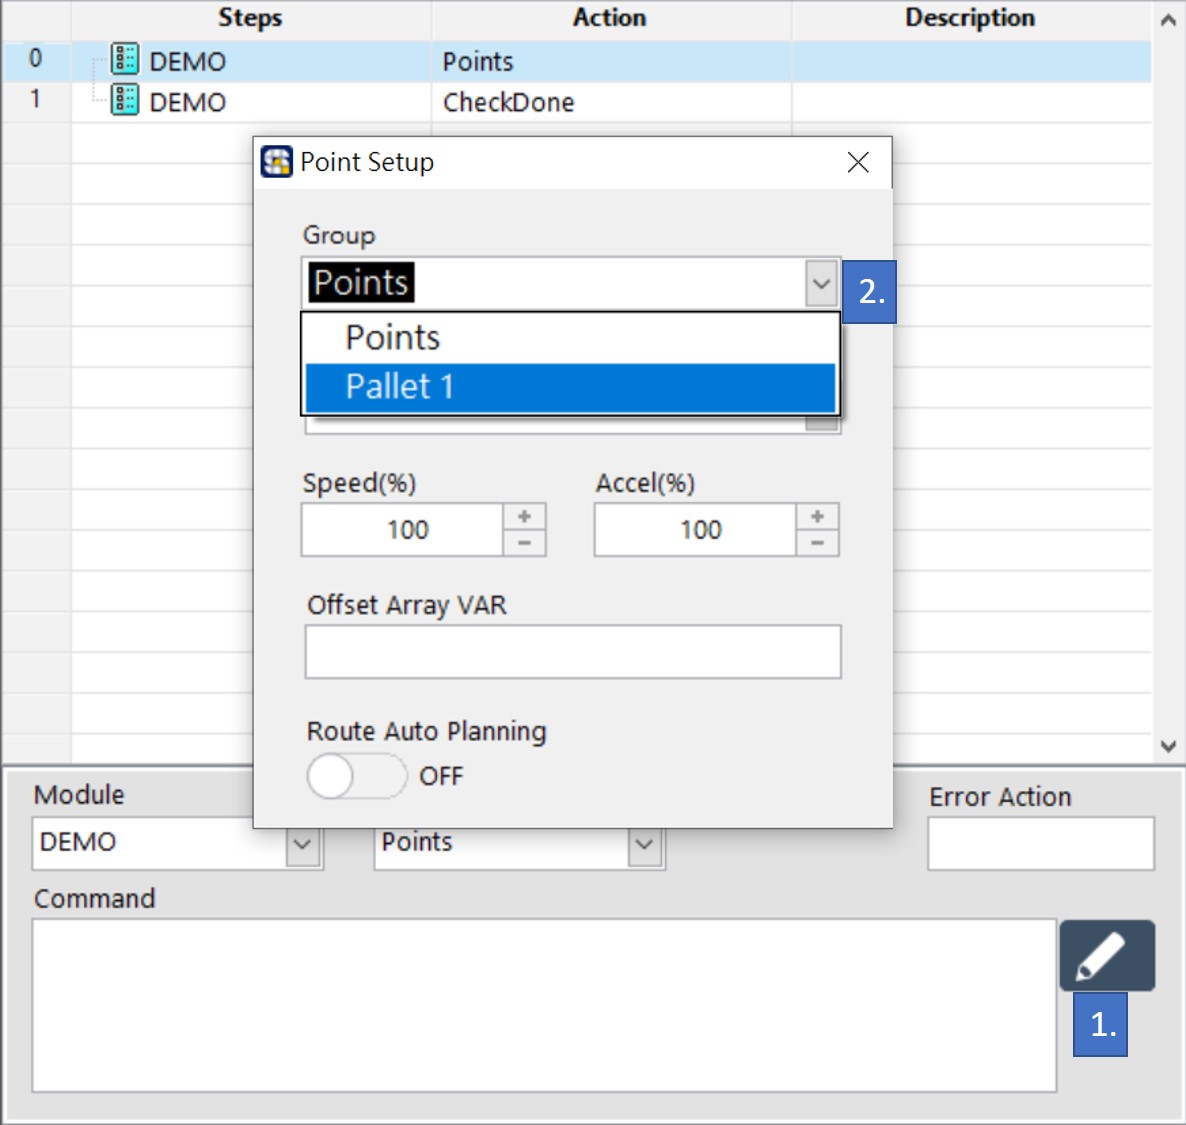 Steps Action Description
0 DEMO Points
1 DEMO CheckDone
Point Setup
Group
Points
2.
Points
Pallet 1
Speed(%) Accel(%)
100 + − 100 + −
Offset Array VAR
Route Auto Planning
OFF
Module Error Action
DEMO Points
Command
1.